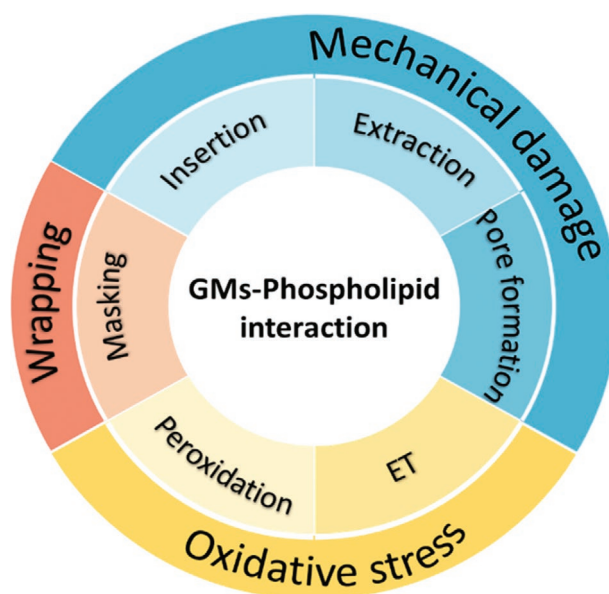 Mechanical damage
Insertion
Extraction
Pore formation
Wrapping
Masking
GMs-Phospholipid
interaction
Peroxidation
ET
Oxidative stress